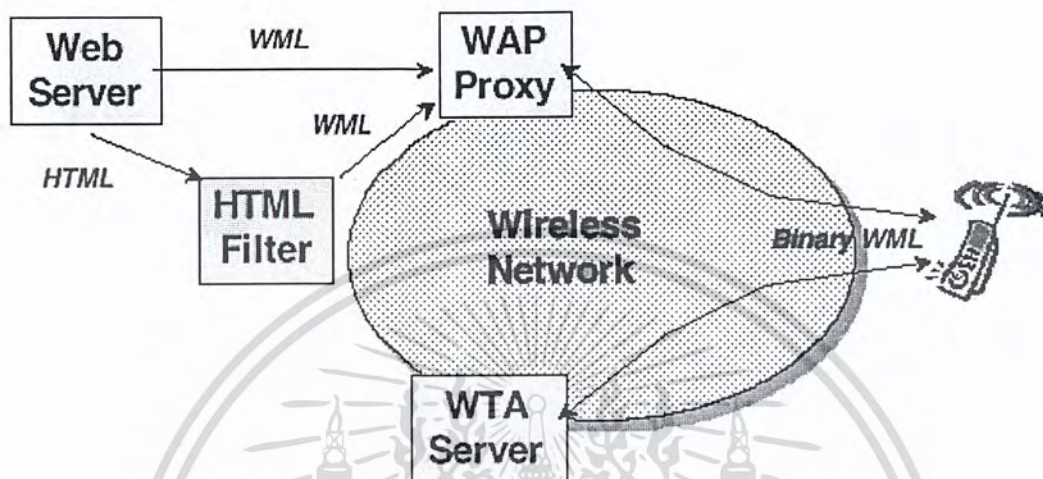 Web
Server
WML
WAP
Proxy
WML
HTML
HTML
Filter
Wireless
Network
Binary WML
WTA
Server